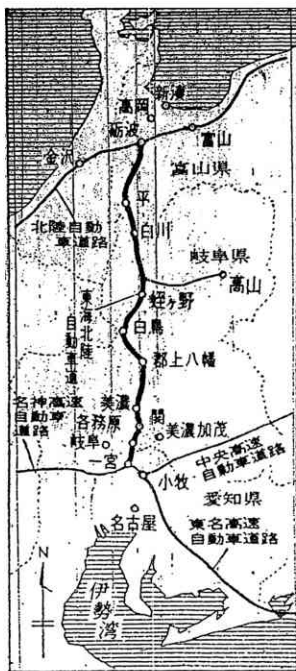 新湊
高岡
砺波
富山
金沢
富山県
北陸自動
車道路
平
白川
岐阜県
高山
蛭ヶ野
東海北陸
自動車道
白鳥
郡上八幡
美濃
関
名神高速
自動車
道路
各務原
岐阜
美濃加茂
一宮
中央高速
自動車道路
小牧
愛知県
名古屋
東名高速
自動車道路
N
伊勢湾